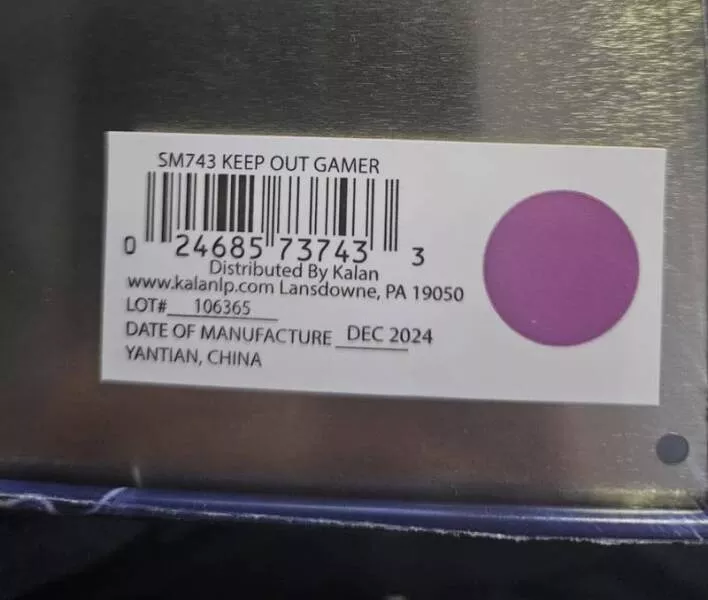 SM743 KEEP OUT GAMER
0 24685 73743 3
Distributed By Kalan
www.kalanlp.com Lansdowne, PA 19050
LOT# 106365
DATE OF MANUFACTURE DEC 2024
YANTIAN, CHINA